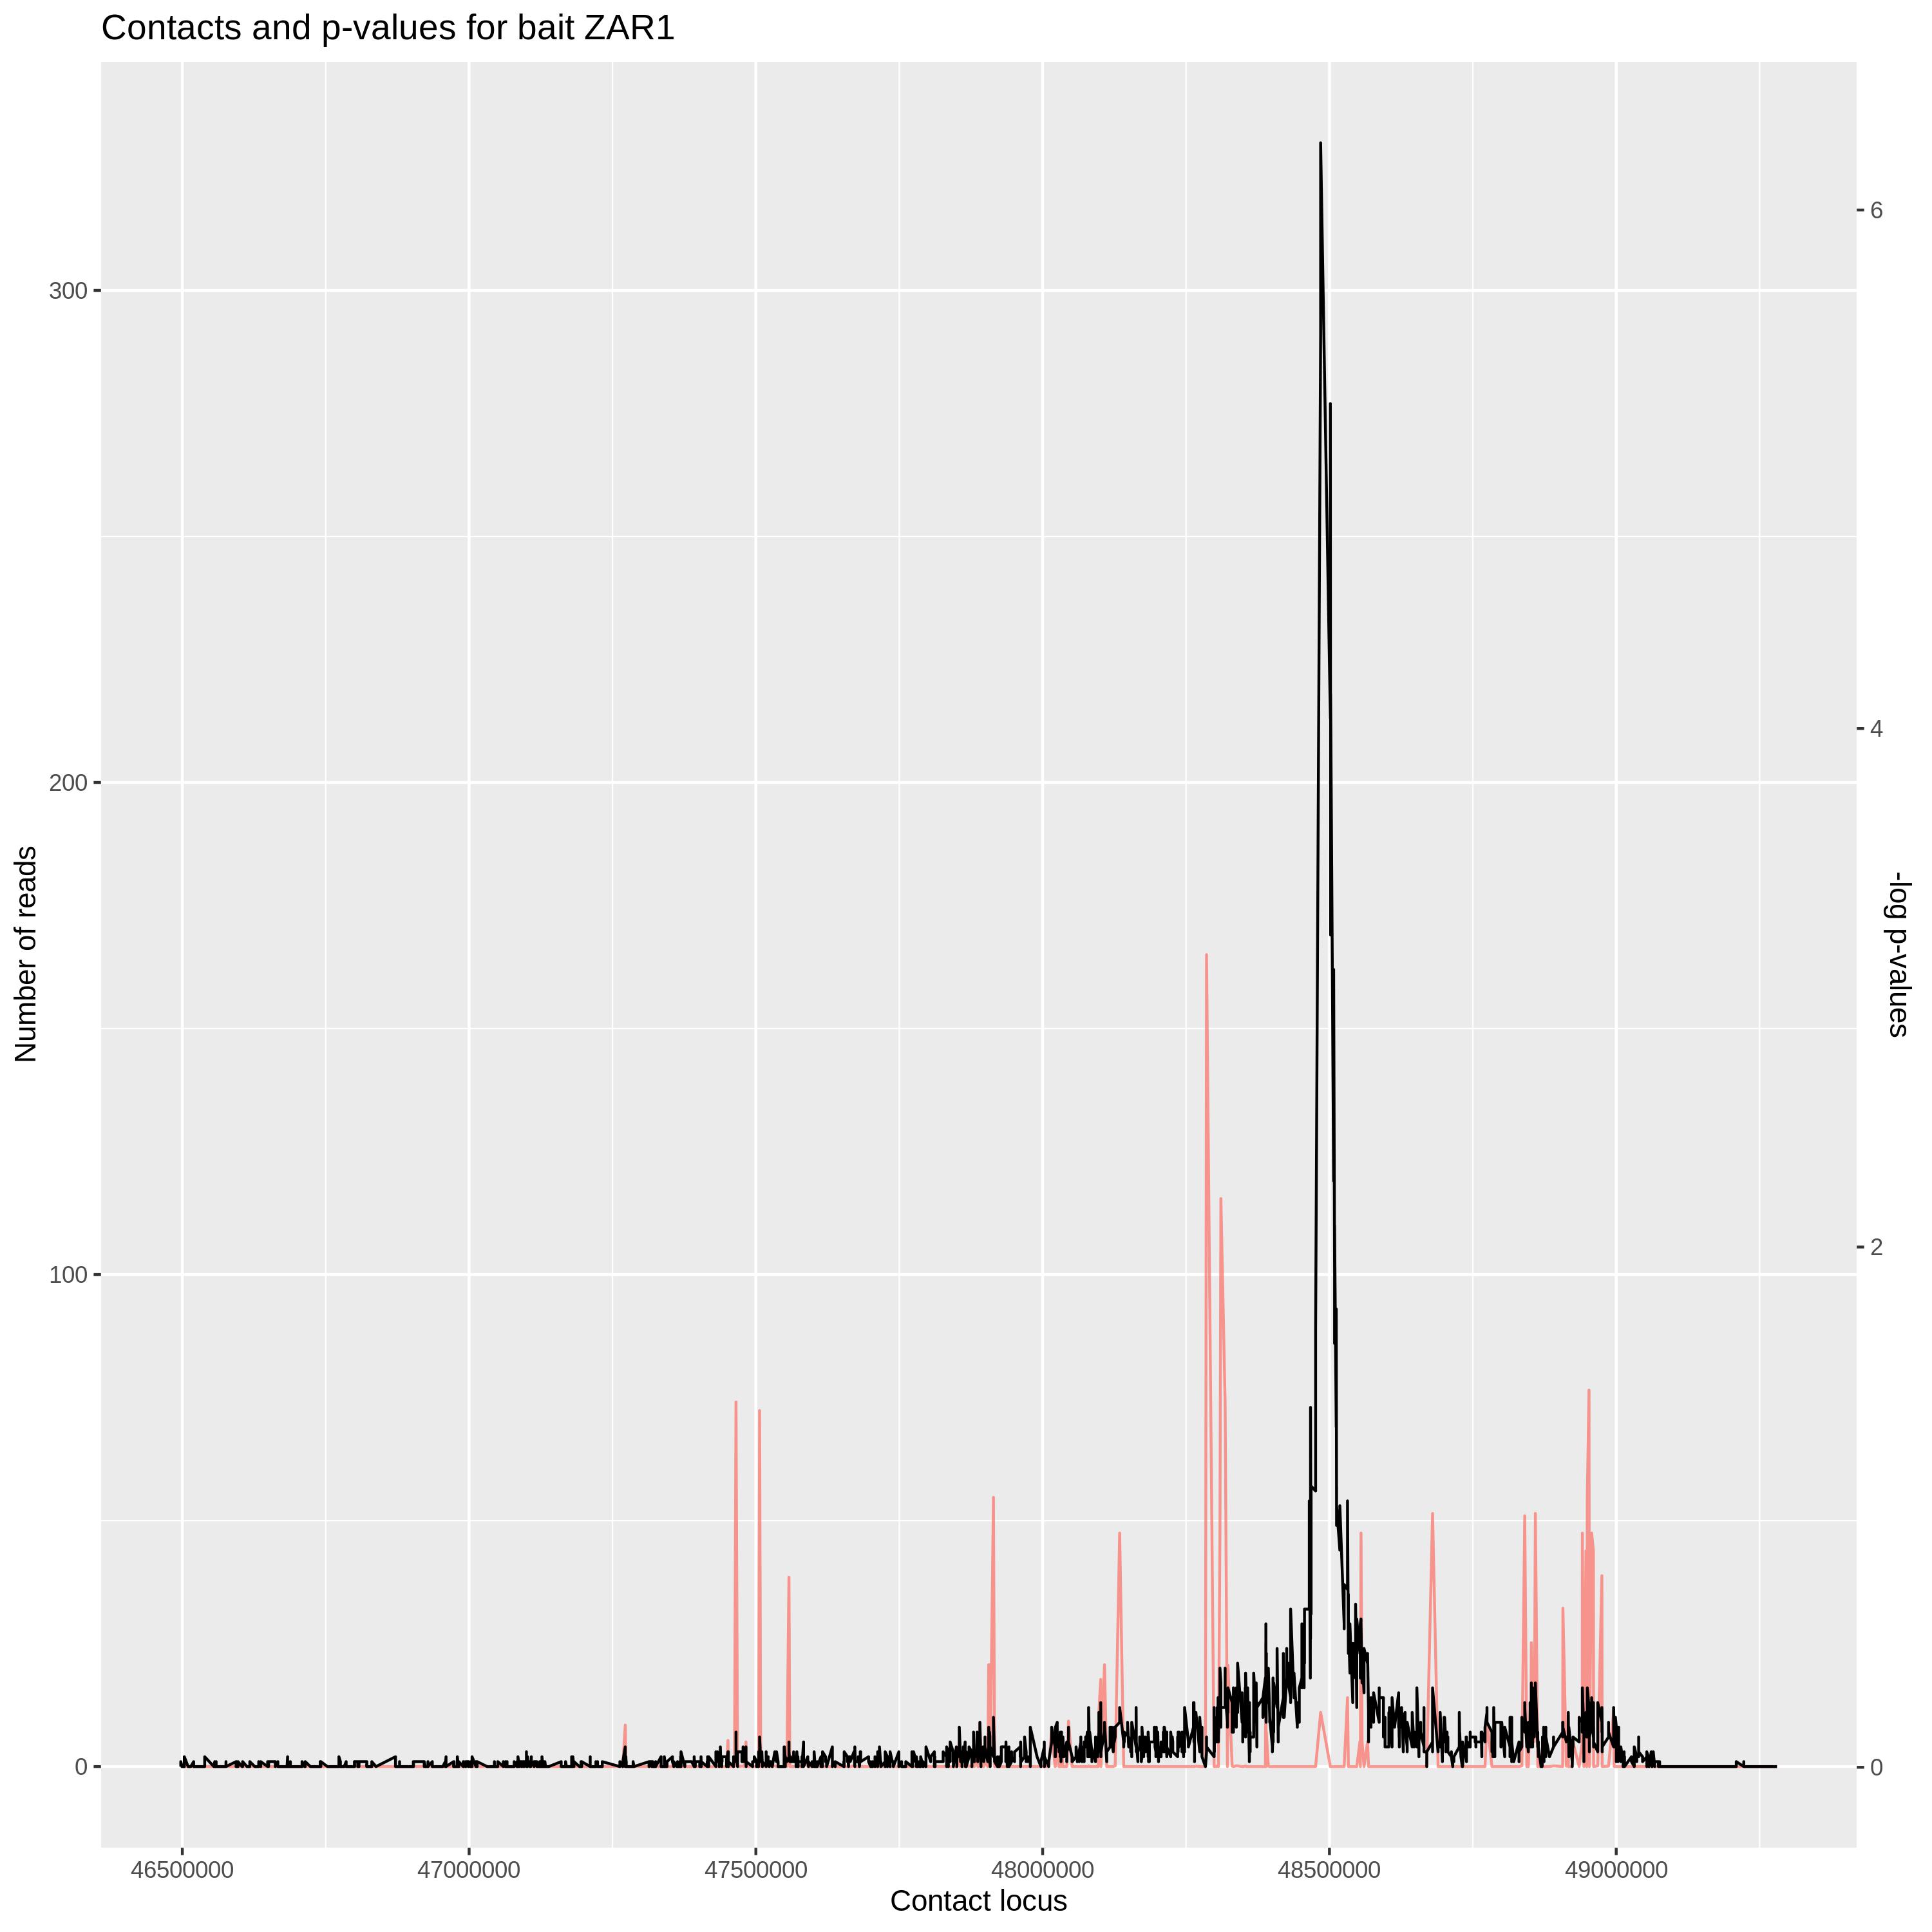 Contacts and p-values for bait ZAR1
300
200
100
0
6
4
2
0
Number of reads
-log p-values
46500000 47000000 47500000 48000000 48500000 49000000
Contact locus